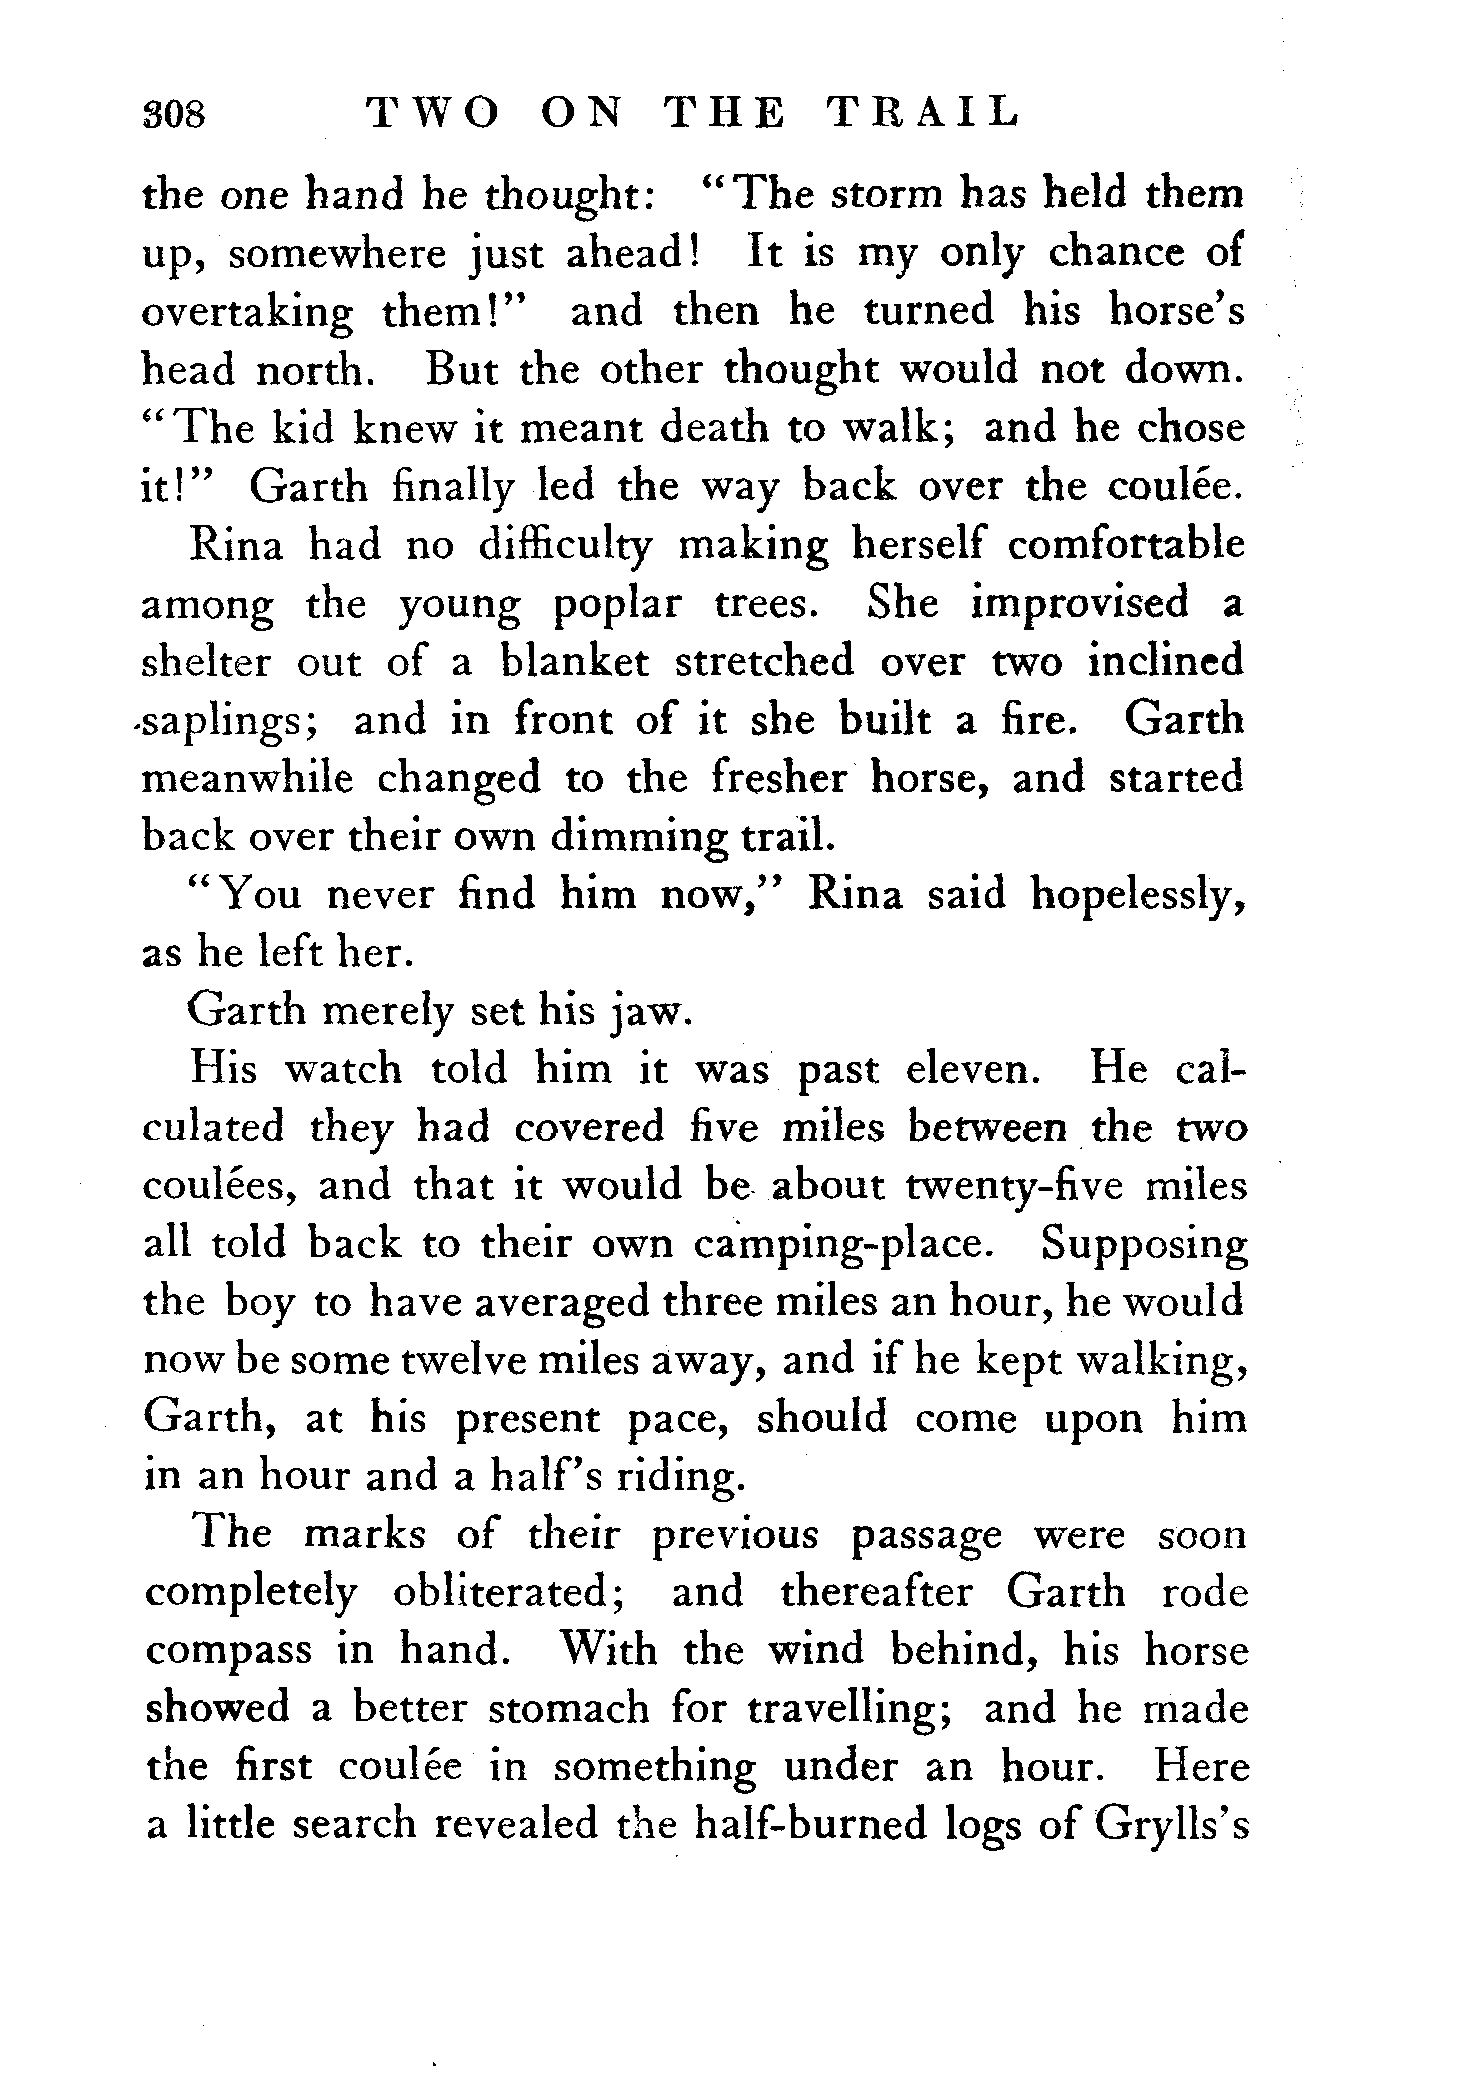 308 TWO ON THE TRAIL
the one hand he thought: “The storm has held them
up, somewhere just ahead! It is my only chance of
overtaking them!” and then he turned his horse’s
head north. But the other thought would not down.
“The kid knew it meant death to walk; and he chose
it!” Garth finally led the way back over the coulée.
Rina had no difficulty making herself comfortable
among the young poplar trees. She improvised a
shelter out of a blanket stretched over two inclined
saplings; and in front of it she built a fire. Garth
meanwhile changed to the fresher horse, and started
back over their own dimming trail.
“You never find him now,” Rina said hopelessly,
as he left her.
Garth merely set his jaw.
His watch told him it was past eleven. He cal-
culated they had covered five miles between the two
coulées, and that it would be about twenty-five miles
all told back to their own camping-place. Supposing
the boy to have averaged three miles an hour, he would
now be some twelve miles away, and if he kept walking,
Garth, at his present pace, should come upon him
in an hour and a half’s riding.
The marks of their previous passage were soon
completely obliterated; and thereafter Garth rode
compass in hand. With the wind behind, his horse
showed a better stomach for travelling; and he made
the first coulée in something under an hour. Here
a little search revealed the half-burned logs of Grylls’s